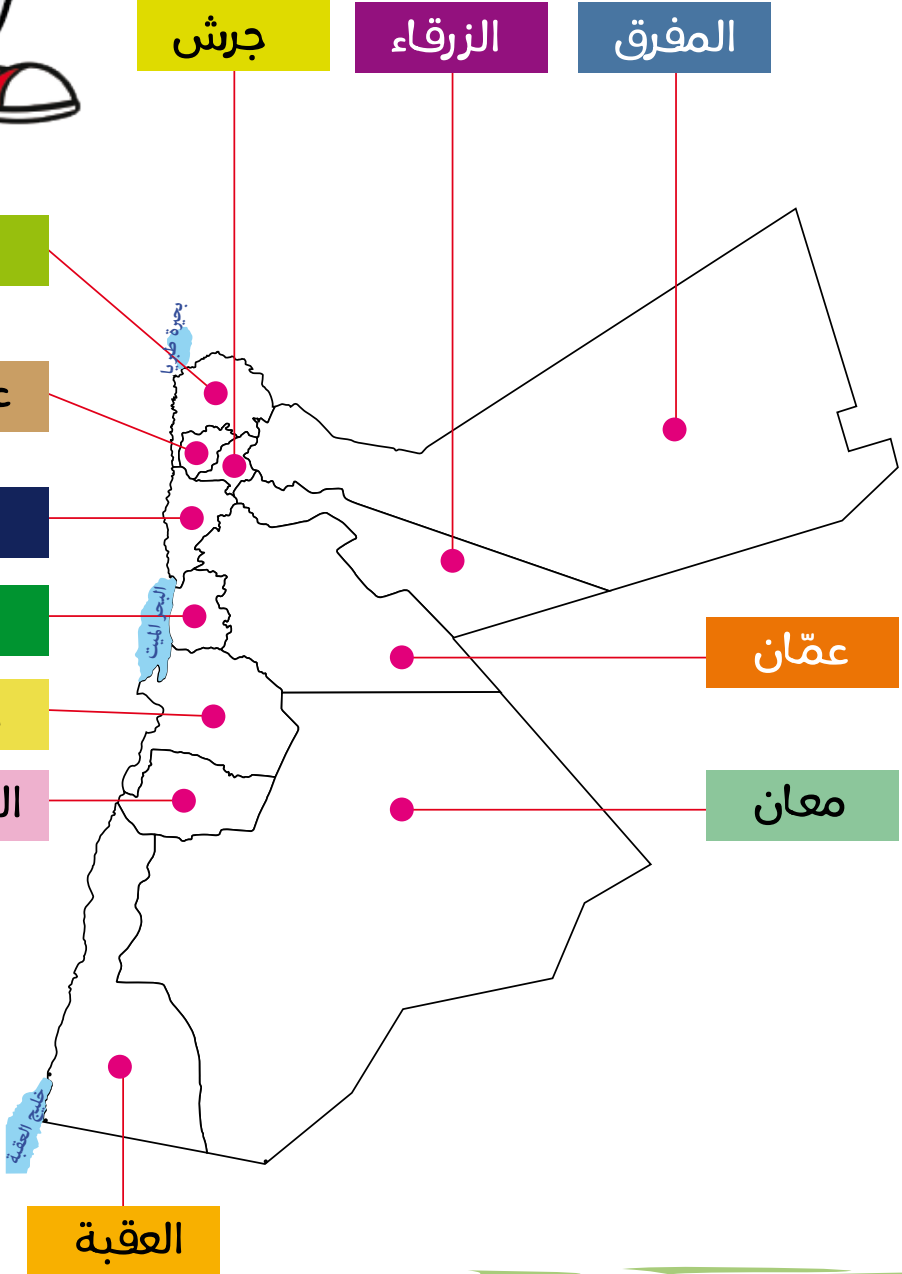 المفرق
الزرقاء
جرش
بحيرة طبريا
البحر الميت
عمّان
معان
خليج العقبة
العقبة